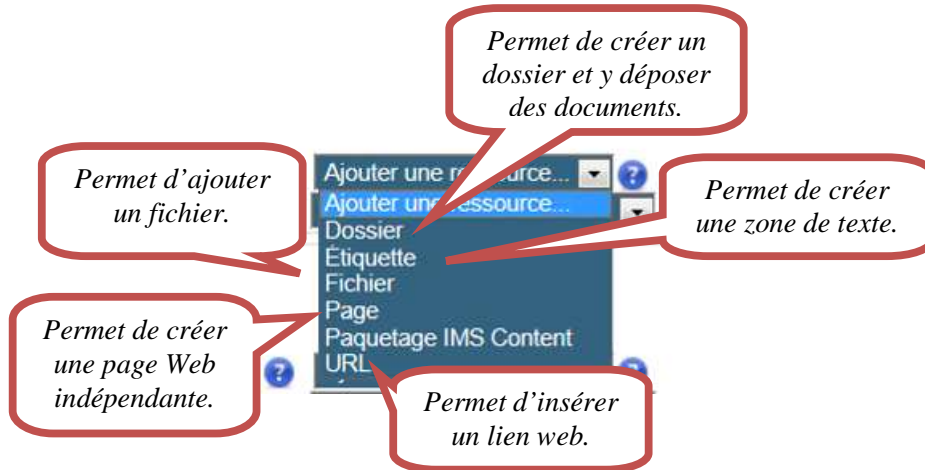 Permet de créer un
dossier et y déposer
des documents.
Permet d'ajouter
un fichier.
Ajouter une ressource...
Ajouter une ressource...
Dossier
Étiquette
Fichier
Page
Paquetage IMS Content
URL
Permet de créer
une zone de texte.
Permet de créer
une page Web
indépendante.
Permet d'insérer
un lien web.
?
?
?